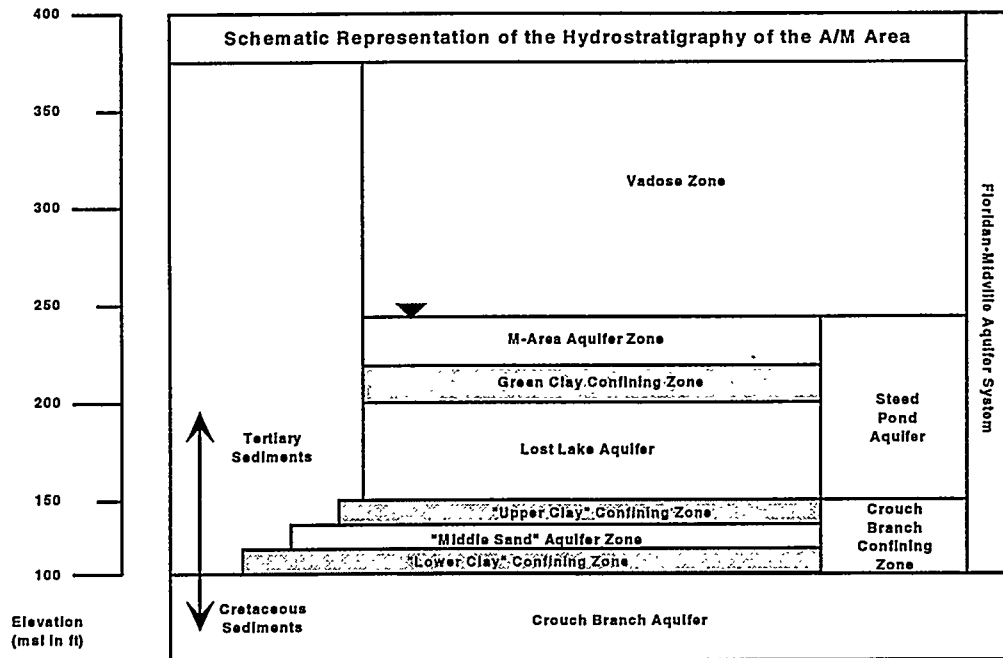 400
Schematic Representation of the Hydrostratigraphy of the A/M Area
350
Vadose Zone
300
250
M-Area Aquifer Zone
Green Clay Confining Zone
200
Steed
Pond
Aquifer
Tertiary
Sediments
Lost Lake Aquifer
150
"Upper Clay" Confining Zone
"Middle Sand" Aquifer Zone
"Lower Clay" Confining Zone
Crouch
Branch
Confining
Zone
100
Floridan-Midville Aquifer System
Elevation
(msl in ft)
Cretaceous
Sediments
Crouch Branch Aquifer